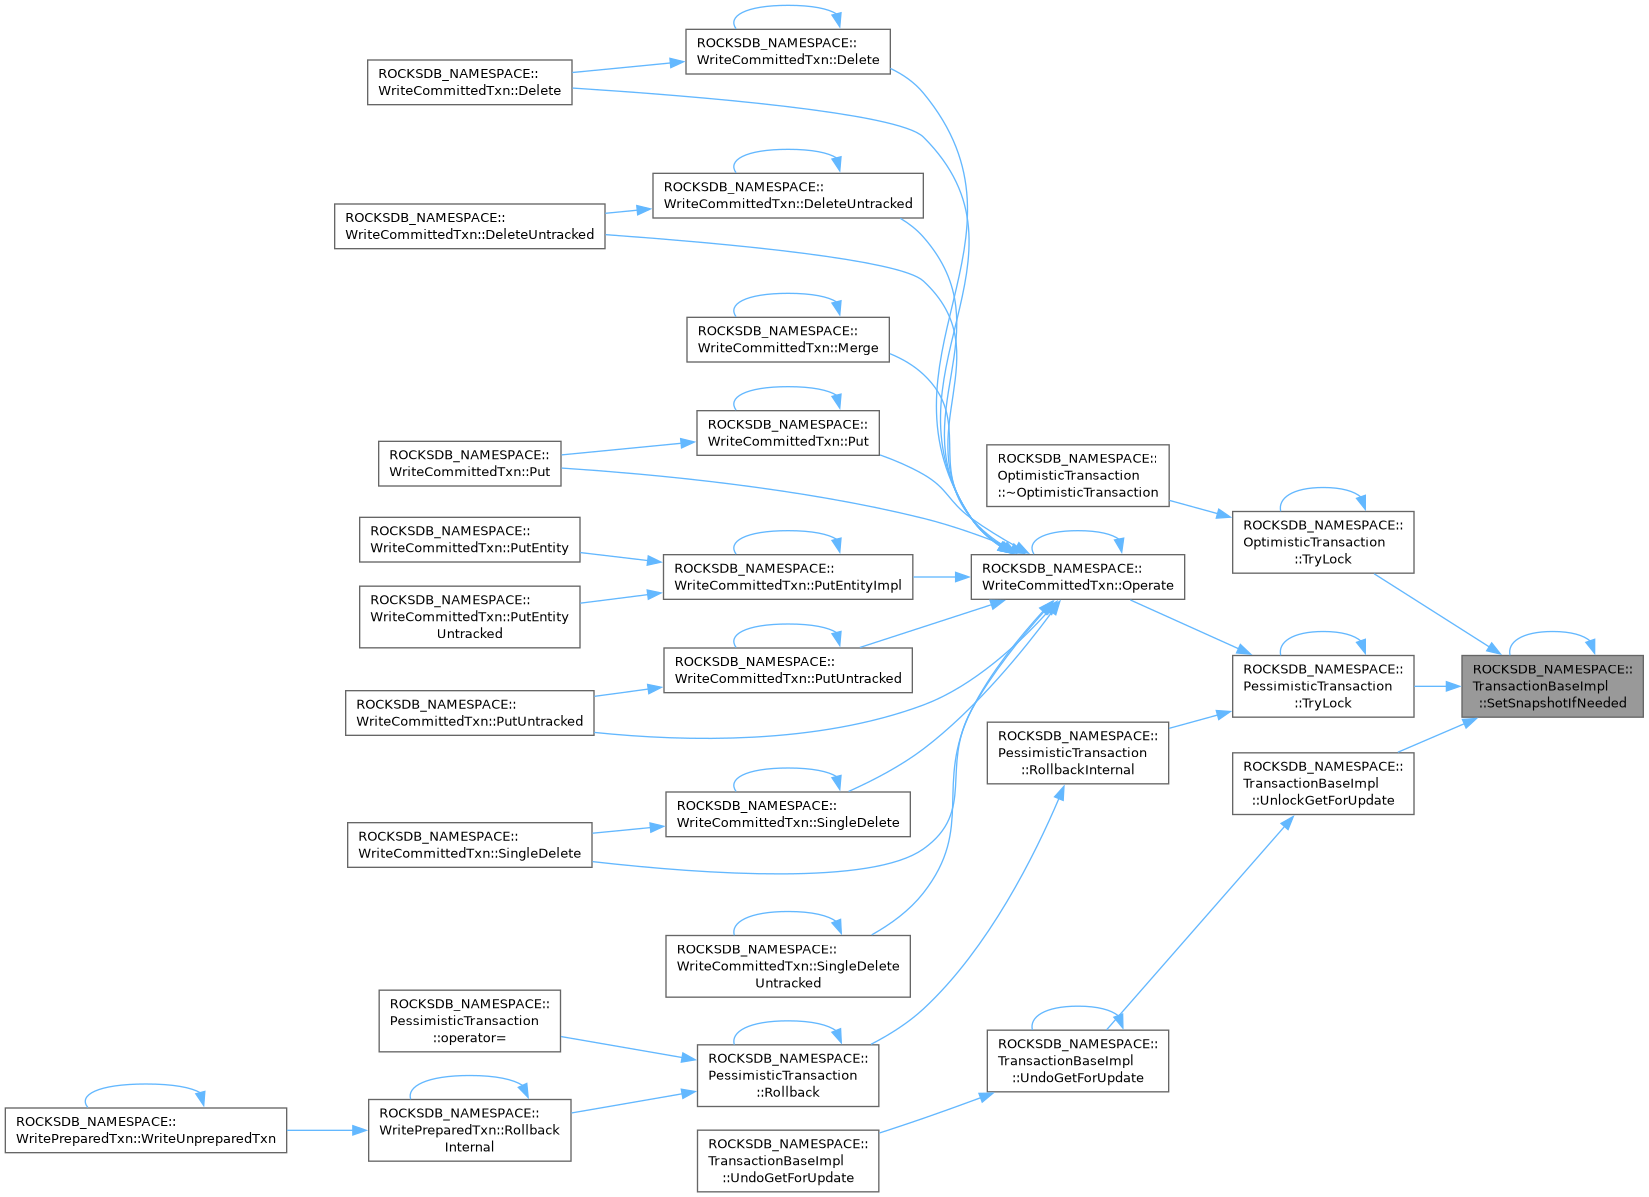 ROCKSDB_NAMESPACE::
WriteCommittedTxn::Delete
ROCKSDB_NAMESPACE::
WriteCommittedTxn::Delete
ROCKSDB_NAMESPACE::
WriteCommittedTxn::DeleteUntracked
ROCKSDB_NAMESPACE::
WriteCommittedTxn::DeleteUntracked
ROCKSDB_NAMESPACE::
WriteCommittedTxn::Merge
ROCKSDB_NAMESPACE::
WriteCommittedTxn::Put
ROCKSDB_NAMESPACE::
WriteCommittedTxn::Put
ROCKSDB_NAMESPACE::
OptimisticTransaction
::~OptimisticTransaction
ROCKSDB_NAMESPACE::
OptimisticTransaction
::TryLock
ROCKSDB_NAMESPACE::
WriteCommittedTxn::PutEntity
ROCKSDB_NAMESPACE::
WriteCommittedTxn::PutEntityImpl
ROCKSDB_NAMESPACE::
WriteCommittedTxn::Operate
ROCKSDB_NAMESPACE::
WriteCommittedTxn::PutEntity
Untracked
ROCKSDB_NAMESPACE::
WriteCommittedTxn::PutUntracked
ROCKSDB_NAMESPACE::
PessimisticTransaction
::TryLock
ROCKSDB_NAMESPACE::
TransactionBaseImpl
::SetSnapshotIfNeeded
ROCKSDB_NAMESPACE::
WriteCommittedTxn::PutUntracked
ROCKSDB_NAMESPACE::
PessimisticTransaction
::RollbackInternal
ROCKSDB_NAMESPACE::
TransactionBaseImpl
::UnlockGetForUpdate
ROCKSDB_NAMESPACE::
WriteCommittedTxn::SingleDelete
ROCKSDB_NAMESPACE::
WriteCommittedTxn::SingleDelete
ROCKSDB_NAMESPACE::
WriteCommittedTxn::SingleDelete
Untracked
ROCKSDB_NAMESPACE::
PessimisticTransaction
::operator=
ROCKSDB_NAMESPACE::
PessimisticTransaction
::Rollback
ROCKSDB_NAMESPACE::
TransactionBaseImpl
::UndoGetForUpdate
ROCKSDB_NAMESPACE::
WritePreparedTxn::WriteUnpreparedTxn
ROCKSDB_NAMESPACE::
WritePreparedTxn::Rollback
Internal
ROCKSDB_NAMESPACE::
TransactionBaseImpl
::UndoGetForUpdate